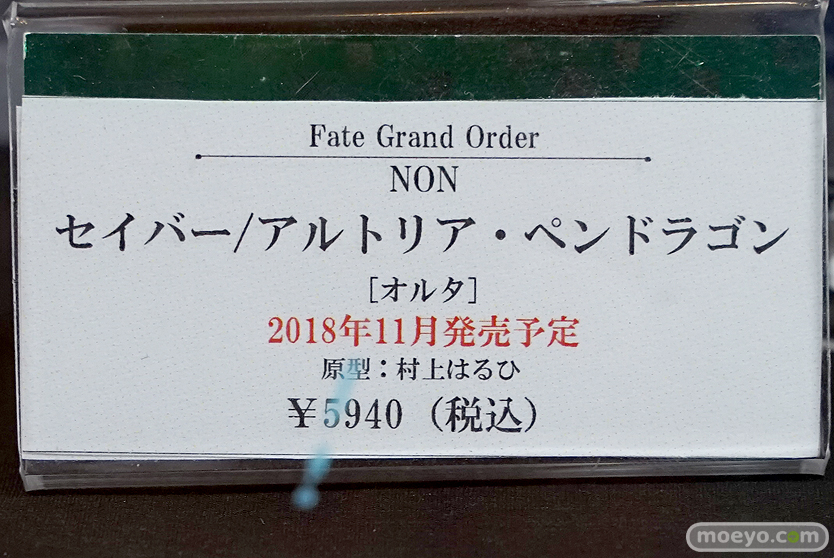 Fate Grand Order
NON
セイバー/アルトリア・ペンドラゴン
[オルタ]
2018年11月発売予定
原型：村上はるひ
￥5940（税込）
moeyo.com